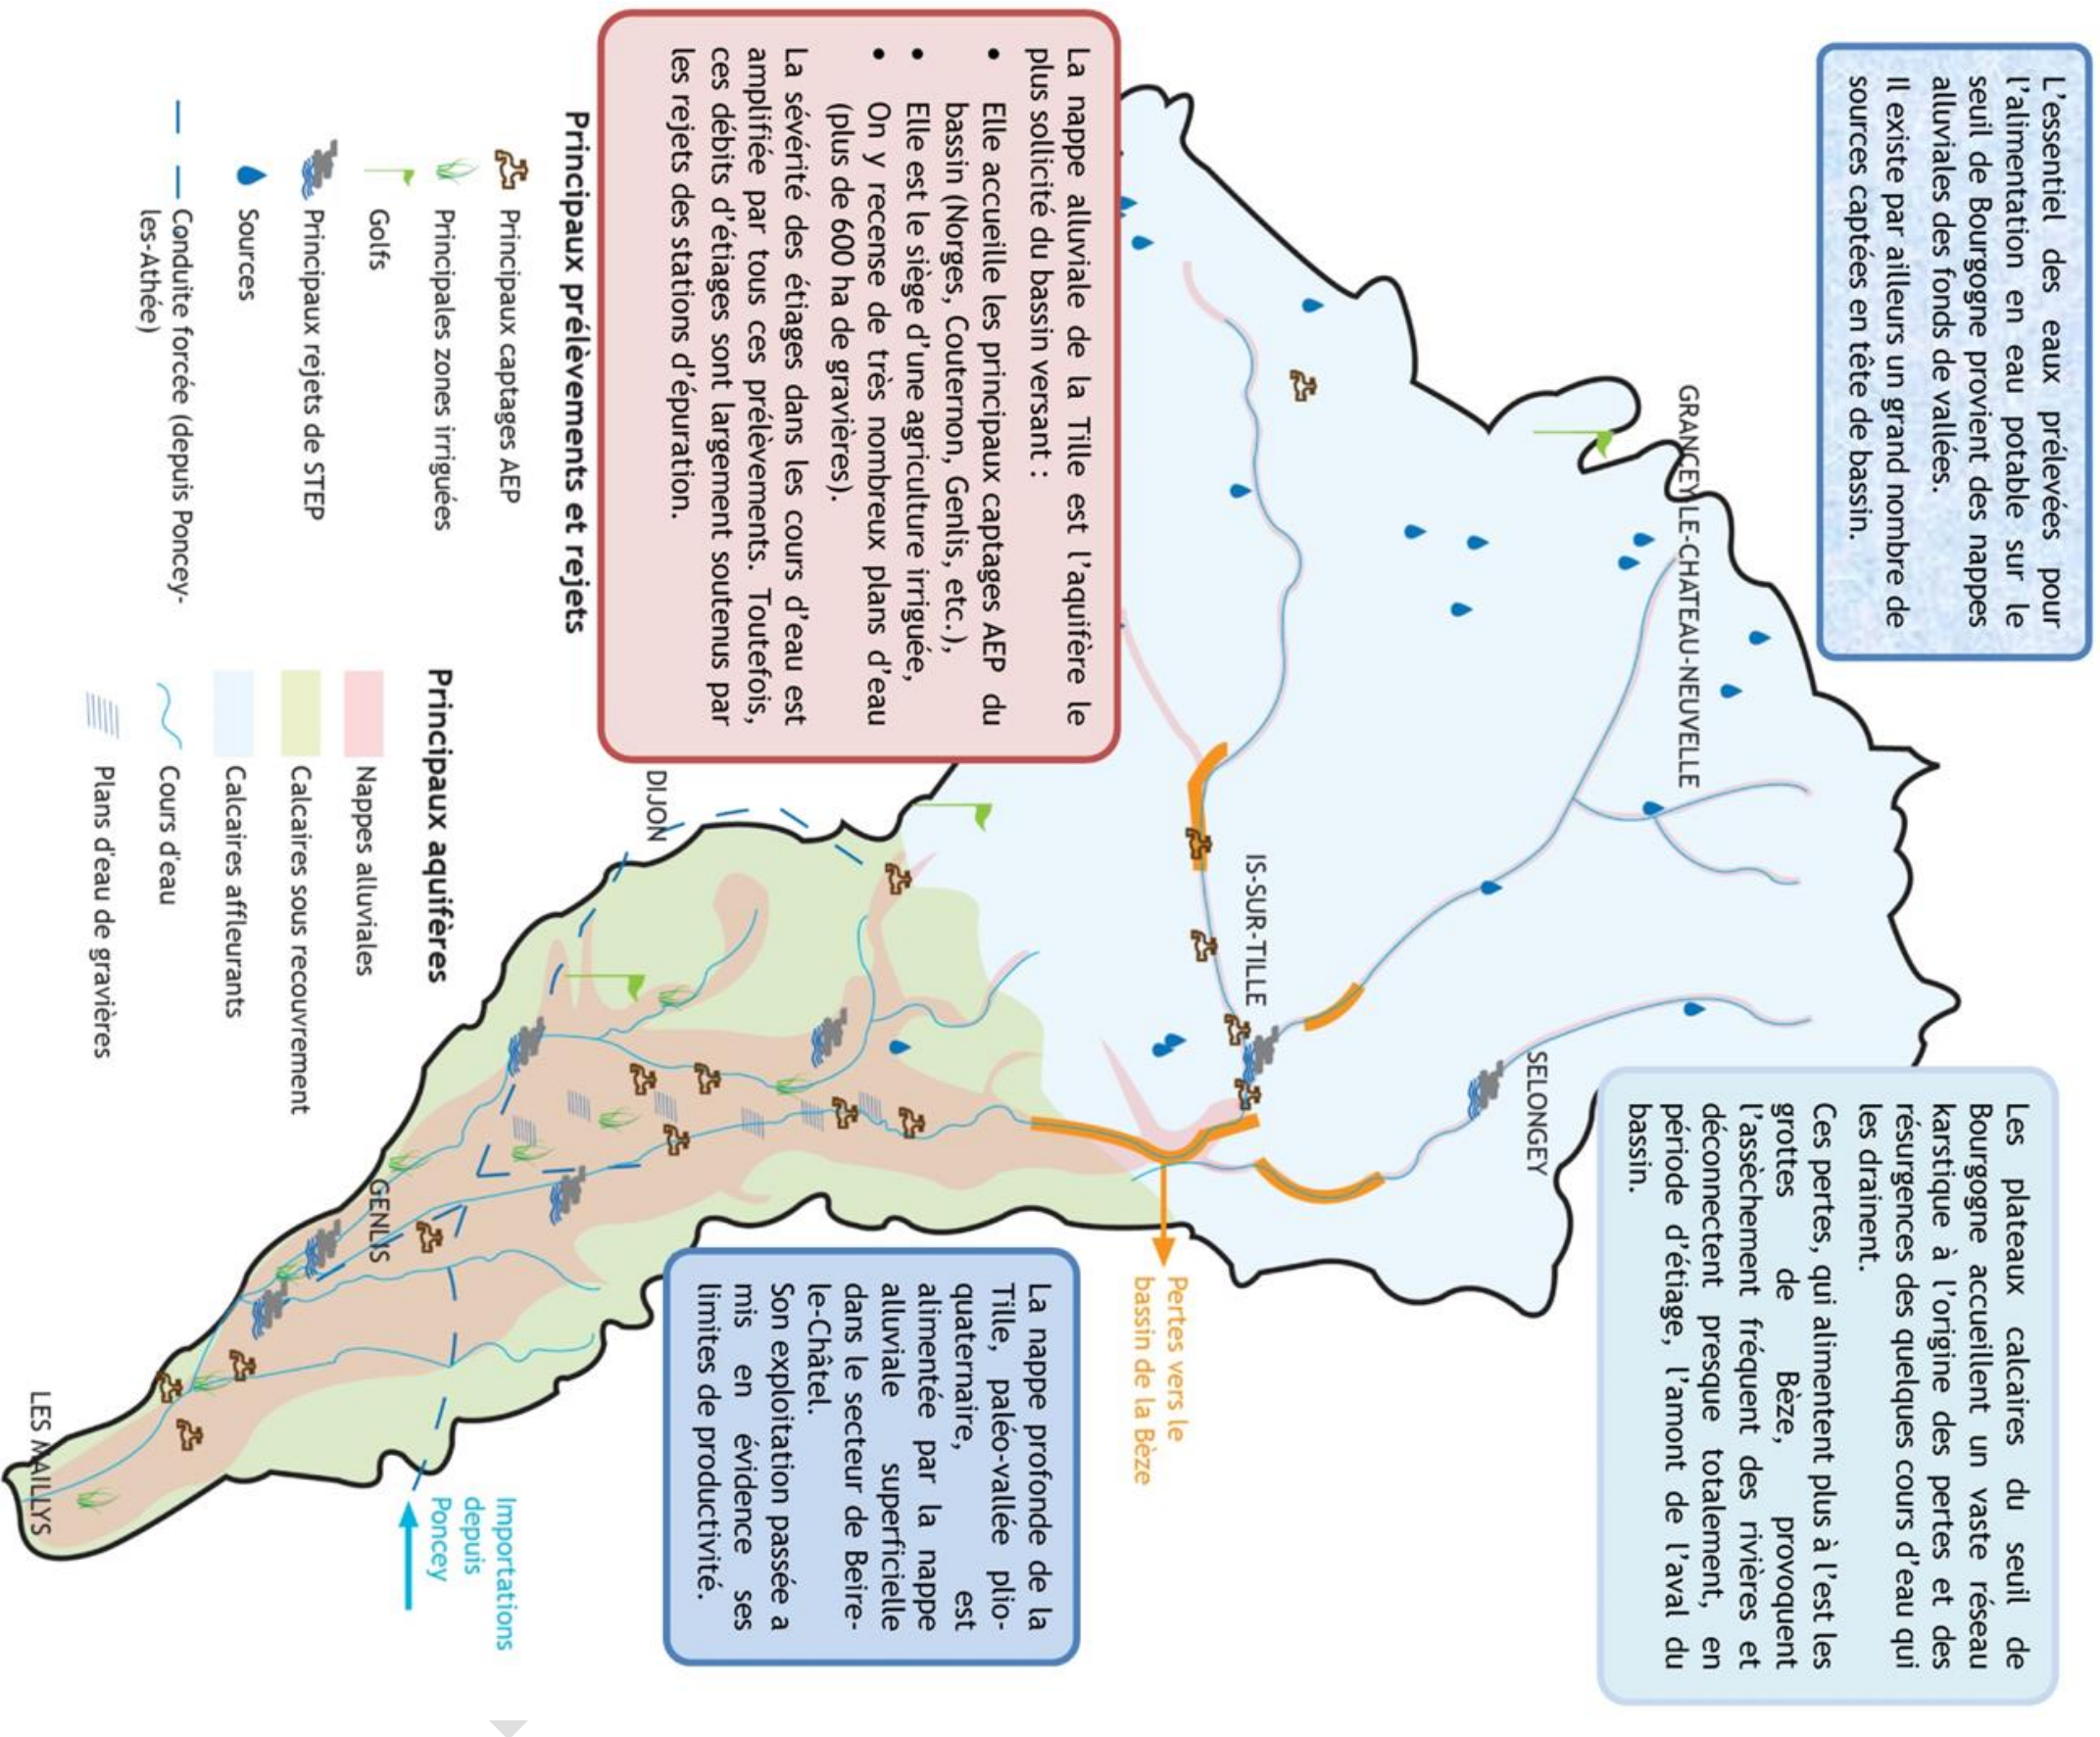 L'essentiel des eaux prélevées pour
l'alimentation en eau potable sur le
seuil de Bourgogne provient des nappes
alluviales des fonds de vallées.
Il existe par ailleurs un grand nombre de
sources captées en tête de bassin.
GRANCEY-LE-CHATEAU-NEUVELLE
Les plateaux calcaires du seuil de
Bourgogne accueillent un vaste réseau
karstique à l'origine des pertes et des
résurgences des quelques cours d'eau qui
les drainent.
Ces pertes, qui alimentent plus à l'est les
grottes de Bèze, provoquent
l'assèchement fréquent des rivières et
déconnectent presque totalement, en
période d'étiage, l'amont de l'aval du
bassin.
SELONGEY
IS-SUR-TILLE
Pertes vers le
bassin de la Bèze
La nappe alluviale de la Tille est l'aquifère le
plus sollicité du bassin versant :
• Elle accueille les principaux captages AEP du
bassin (Norges, Couternon, Genlis, etc.),
• Elle est le siège d'une agriculture irriguée,
• On y recense de très nombreux plans d'eau
(plus de 600 ha de gravières).
La sévérité des étiages dans les cours d'eau est
amplifiée par tous ces prélèvements. Toutefois,
ces débits d'étiages sont largement soutenus par
les rejets des stations d'épuration.
La nappe profonde de la
Tille, paléo-vallée plio-
quaternaire, est
alimentée par la nappe
alluviale superficielle
dans le secteur de Beire-
le-Châtel.
Son exploitation passée a
mis en évidence ses
limites de productivité.
DIJON
GENLIS
LES MAILLYS
Importations
depuis
Poncey
Principaux prélèvements et rejets
Principaux captages AEP
Principales zones irriguées
Golfs
Principaux rejets de STEP
Sources
Conduite forcée (depuis Poncey-
les-Athée)
Principaux aquifères
Nappes alluviales
Calcaires sous recouvrement
Calcaires affleurants
Cours d'eau
Plans d'eau de gravières